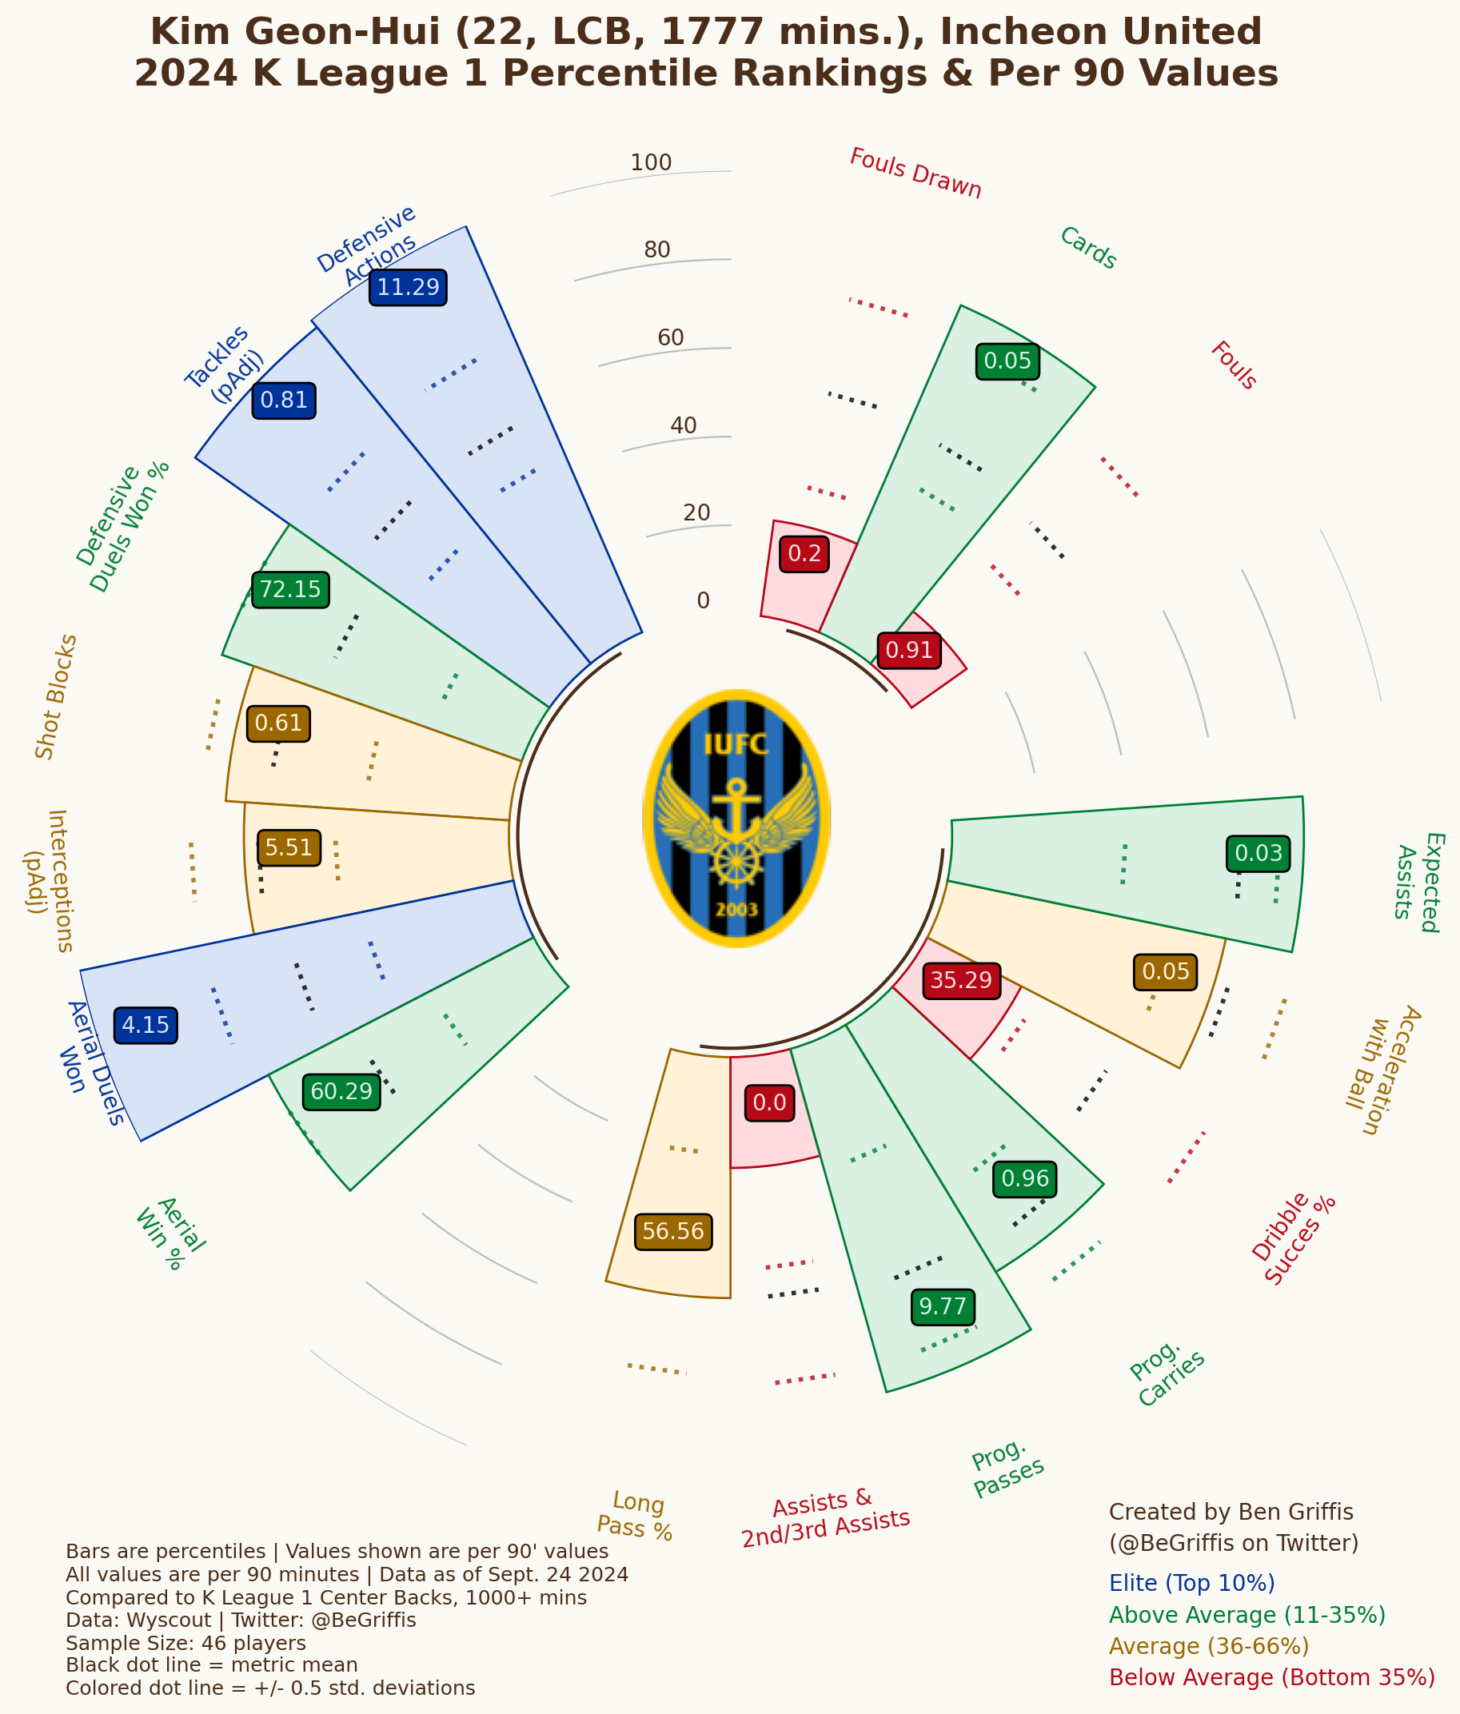 Kim Geon-Hui (22, LCB, 1777 mins.), Incheon United
2024 K League 1 Percentile Rankings & Per 90 Values
100
80
60
40
20
0
Fouls Drawn
0.2
Cards
0.05
Fouls
0.91
Expected
Assists
0.03
Acceleration
with Ball
0.05
Dribble
Succes %
35.29
Prog.
Carries
0.96
Prog.
Passes
9.77
Assists &
2nd/3rd Assists
0.0
Long
Pass %
56.56
Aerial
Win %
60.29
Aerial Duels
Won
4.15
Interceptions
(pAdj)
5.51
Shot Blocks
0.61
Defensive
Duels Won %
72.15
Tackles
(pAdj)
0.81
Defensive
Actions
11.29
IUFC
2003
Bars are percentiles | Values shown are per 90' values
All values are per 90 minutes | Data as of Sept. 24 2024
Compared to K League 1 Center Backs, 1000+ mins
Data: Wyscout | Twitter: @BeGriffis
Sample Size: 46 players
Black dot line = metric mean
Colored dot line = +/- 0.5 std. deviations
Created by Ben Griffis
(@BeGriffis on Twitter)
Elite (Top 10%)
Above Average (11-35%)
Average (36-66%)
Below Average (Bottom 35%)